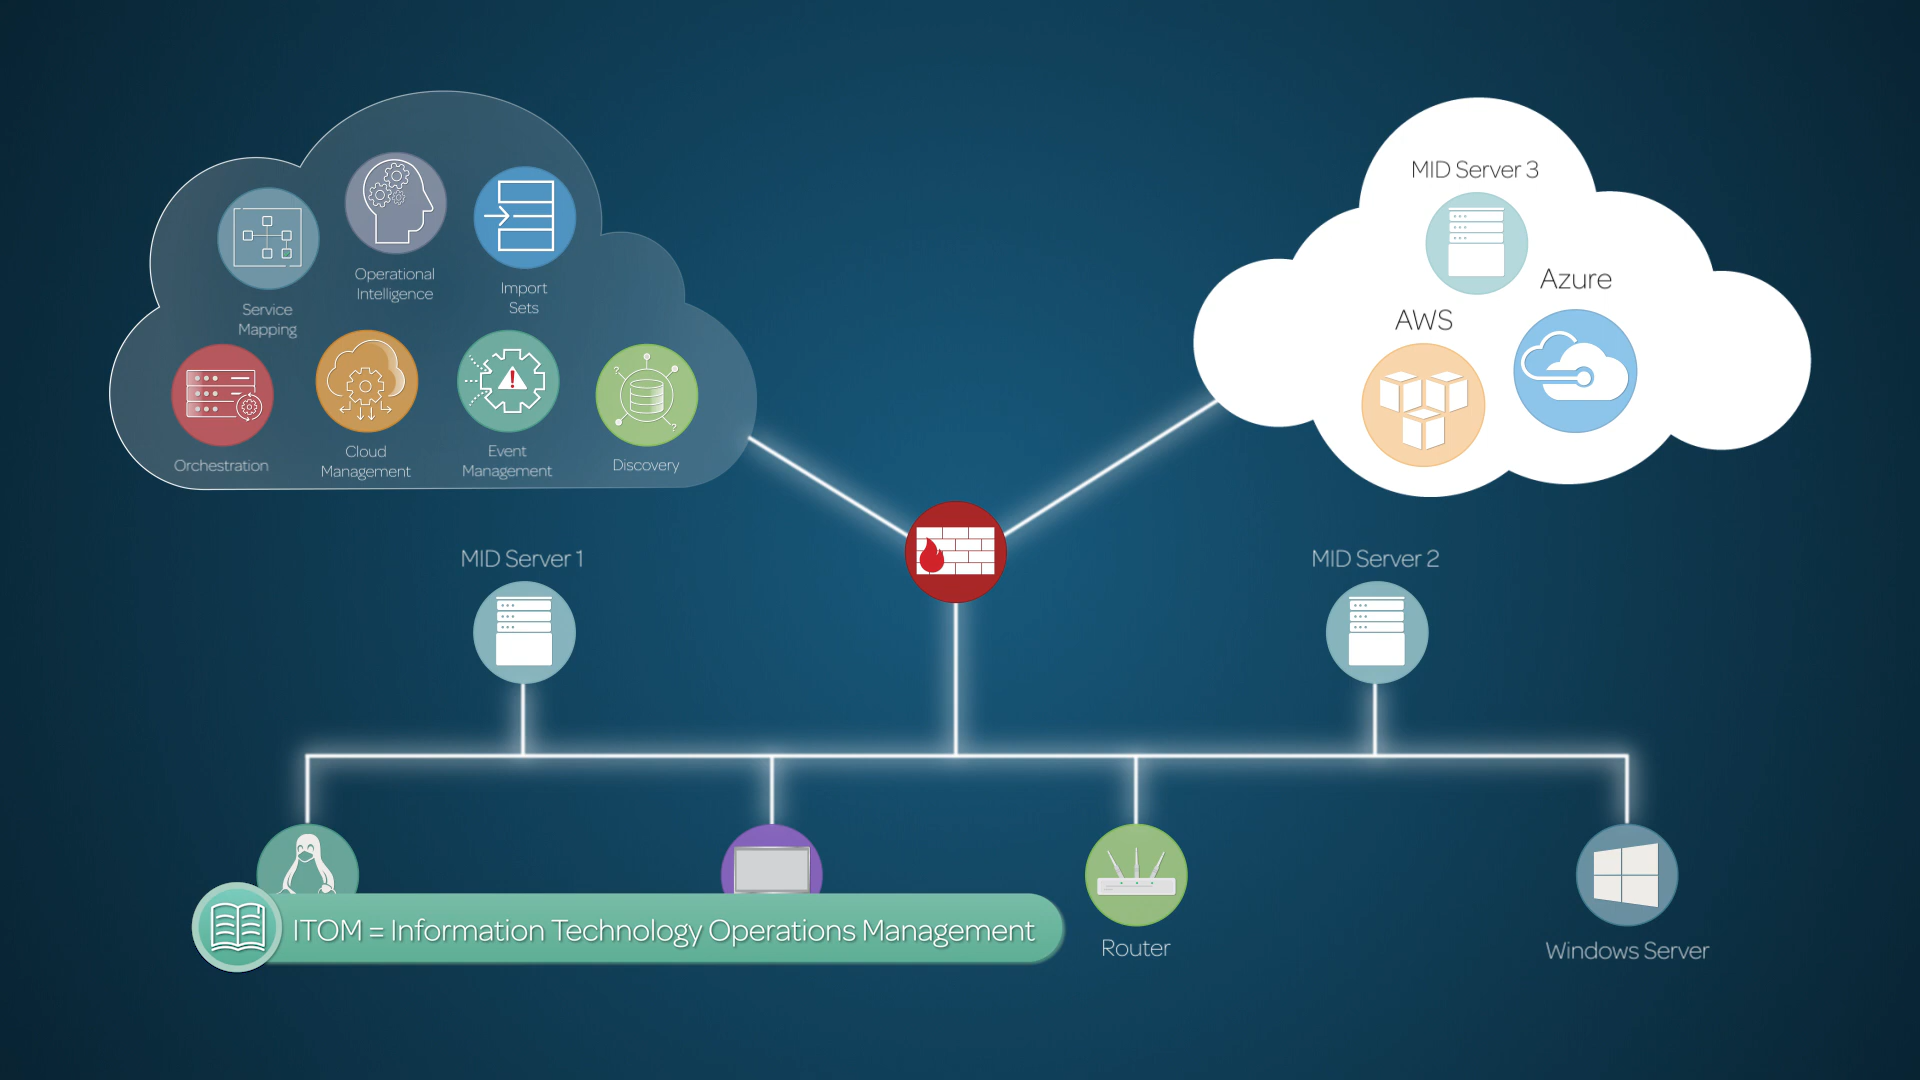 Service
Mapping
Operational
Intelligence
Import
Sets
Orchestration
Cloud
Management
Event
Management
Discovery
MID Server 3
Azure
AWS
MID Server 1
MID Server 2
ITOM = Information Technology Operations Management
Router
Windows Server